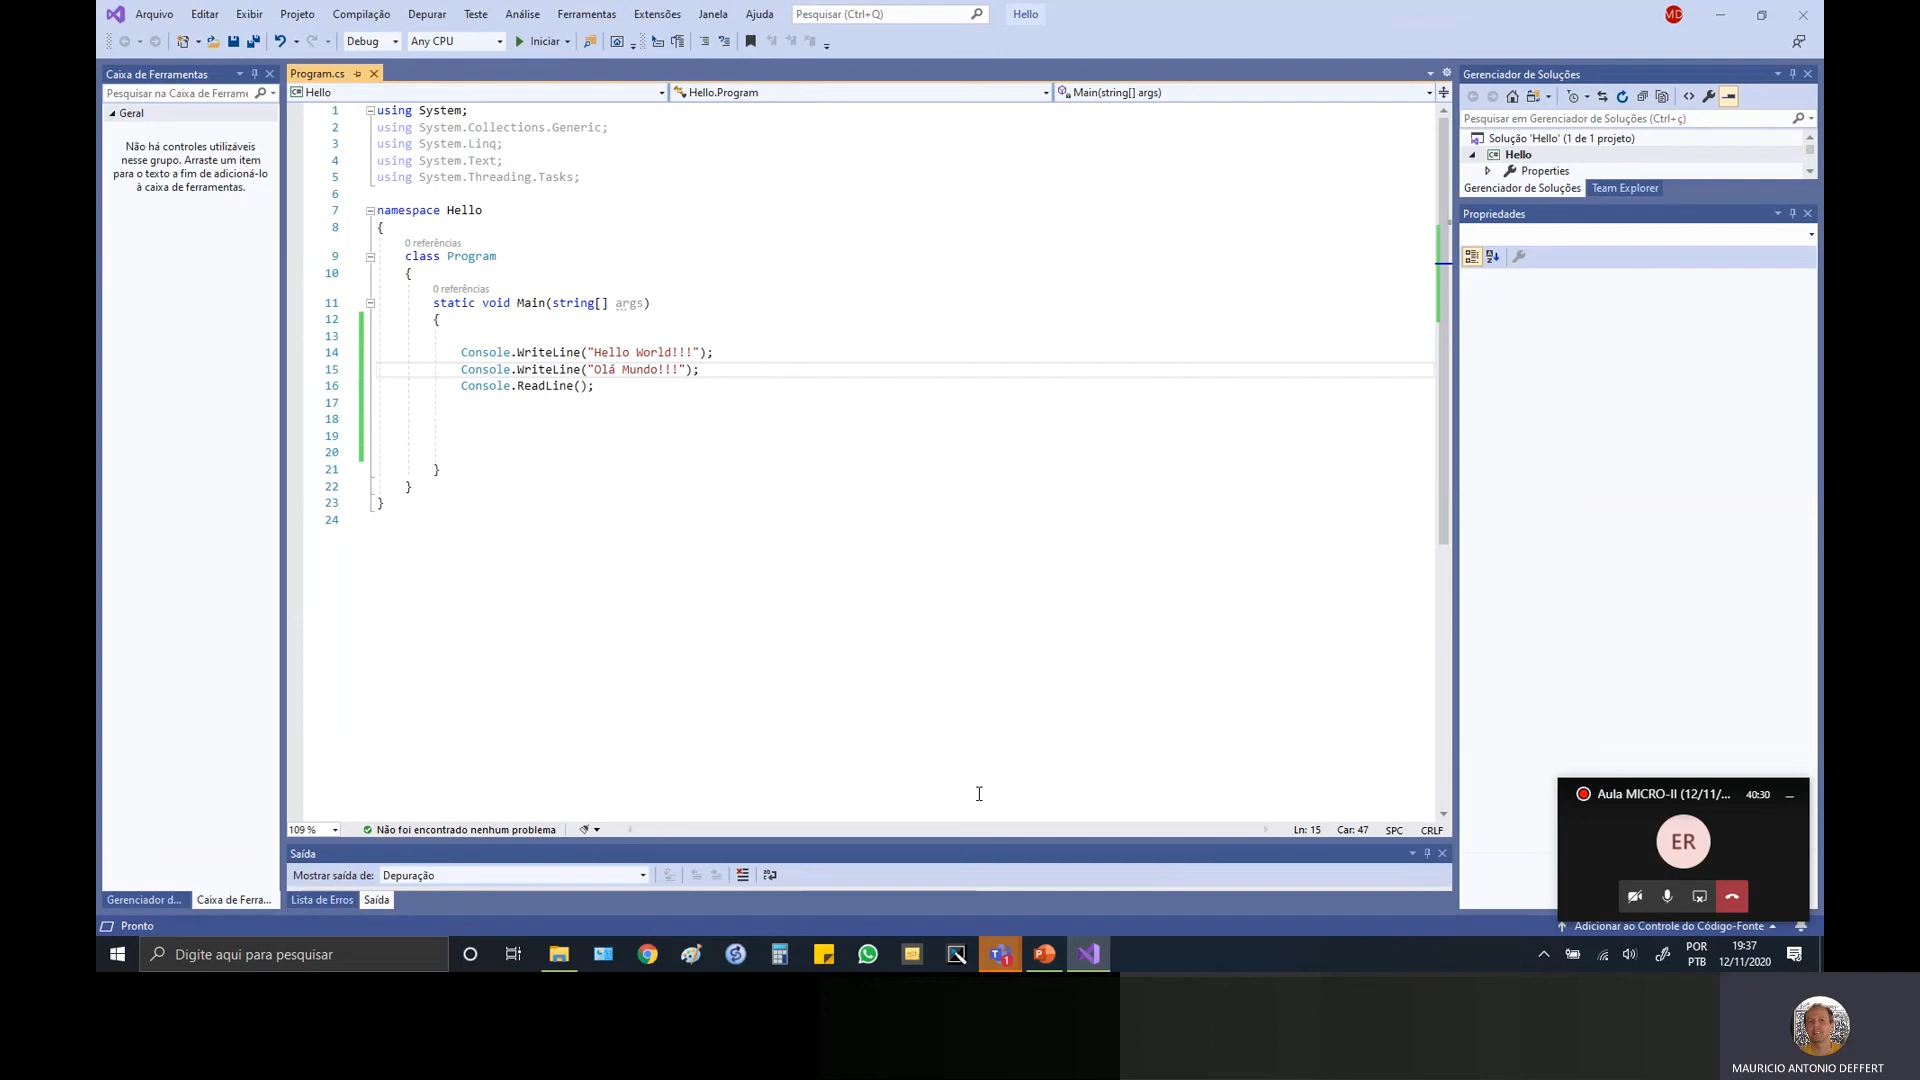 Arquivo Editar Exibir Projeto Compilação Depurar Teste Análise Ferramentas Extensões Janela Ajuda Pesquisar (Ctrl+Q) Hello MD
Debug Any CPU Iniciar
Caixa de Ferramentas
Pesquisar na Caixa de Ferrame
Geral
Não há controles utilizáveis
nesse grupo. Arraste um item
para o texto a fim de adicioná-lo
à caixa de ferramentas.
Program.cs
Hello Hello.Program Main(string[] args)
1 using System;
2 using System.Collections.Generic;
3 using System.Linq;
4 using System.Text;
5 using System.Threading.Tasks;
6
7 namespace Hello
8 {
0 referências
9 class Program
10 {
0 referências
11 static void Main(string[] args)
12 {
13
14 Console.WriteLine("Hello World!!!");
15 Console.WriteLine("Olá Mundo!!!");
16 Console.ReadLine();
17
18
19
20
21 }
22 }
23 }
24
109 % Não foi encontrado nenhum problema Ln: 15 Car: 47 SPC CRLF
Saída
Mostrar saída de: Depuração
Gerenciador d... Caixa de Ferra... Lista de Erros Saída
Gerenciador de Soluções
Pesquisar em Gerenciador de Soluções (Ctrl+ç)
Solução 'Hello' (1 de 1 projeto)
Hello
Properties
Gerenciador de Soluções Team Explorer
Propriedades
Aula MICRO-II (12/11/... 40:30
ER
Pronto Adicionar ao Controle do Código-Fonte
Digite aqui para pesquisar
POR
PTB
19:37
12/11/2020
MAURICIO ANTONIO DEFFERT